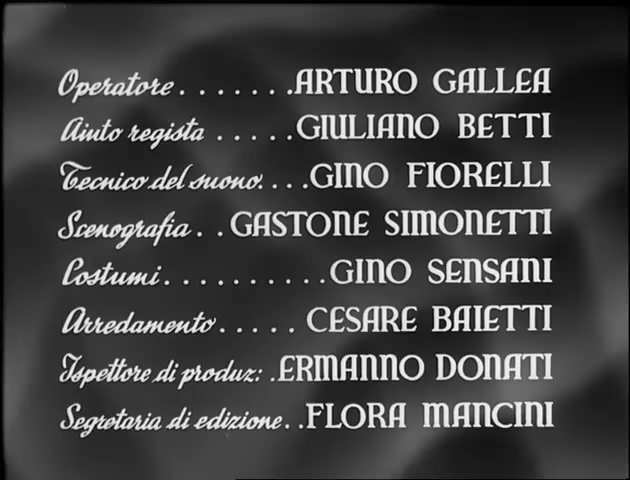 Operatore . . . . . . . ARTURO GALLEA
Aiuto regista . . . . . GIULIANO BETTI
Tecnico del suono. . . . GINO FIORELLI
Scenografia . . GASTONE SIMONETTI
Costumi . . . . . . . . . . GINO SENSANI
Arredamento . . . . . CESARE BAIETTI
Ispettore di produz: . ERMANNO DONATI
Segretaria di edizione . . FLORA MANCINI